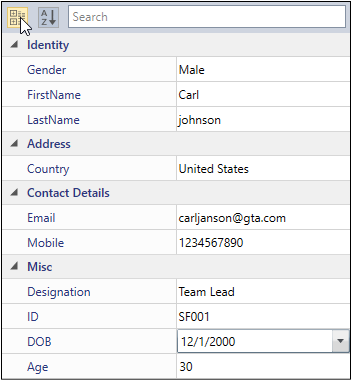 A Z Search
Identity
Gender Male
FirstName Carl
LastName johnson
Address
Country United States
Contact Details
Email carljanson@gta.com
Mobile 1234567890
Misc
Designation Team Lead
ID SF001
DOB 12/1/2000
Age 30